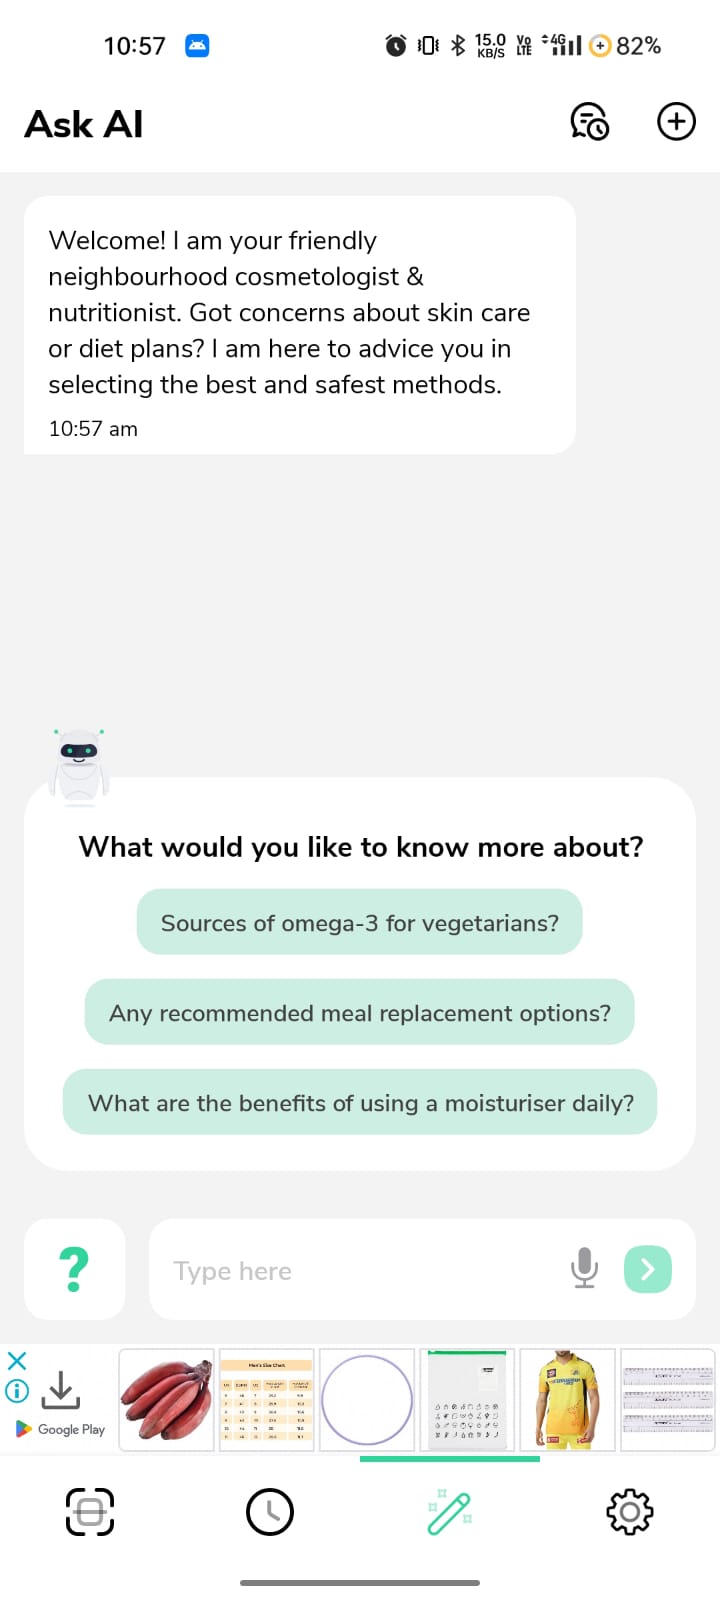 10:57
15.0
KB/S
Vo
LTE
4G
82%
Ask AI
Welcome! I am your friendly
neighbourhood cosmetologist &
nutritionist. Got concerns about skin care
or diet plans? I am here to advice you in
selecting the best and safest methods.
10:57 am
What would you like to know more about?
Sources of omega-3 for vegetarians?
Any recommended meal replacement options?
What are the benefits of using a moisturiser daily?
?
Type here
Google Play
Men's Size Chart